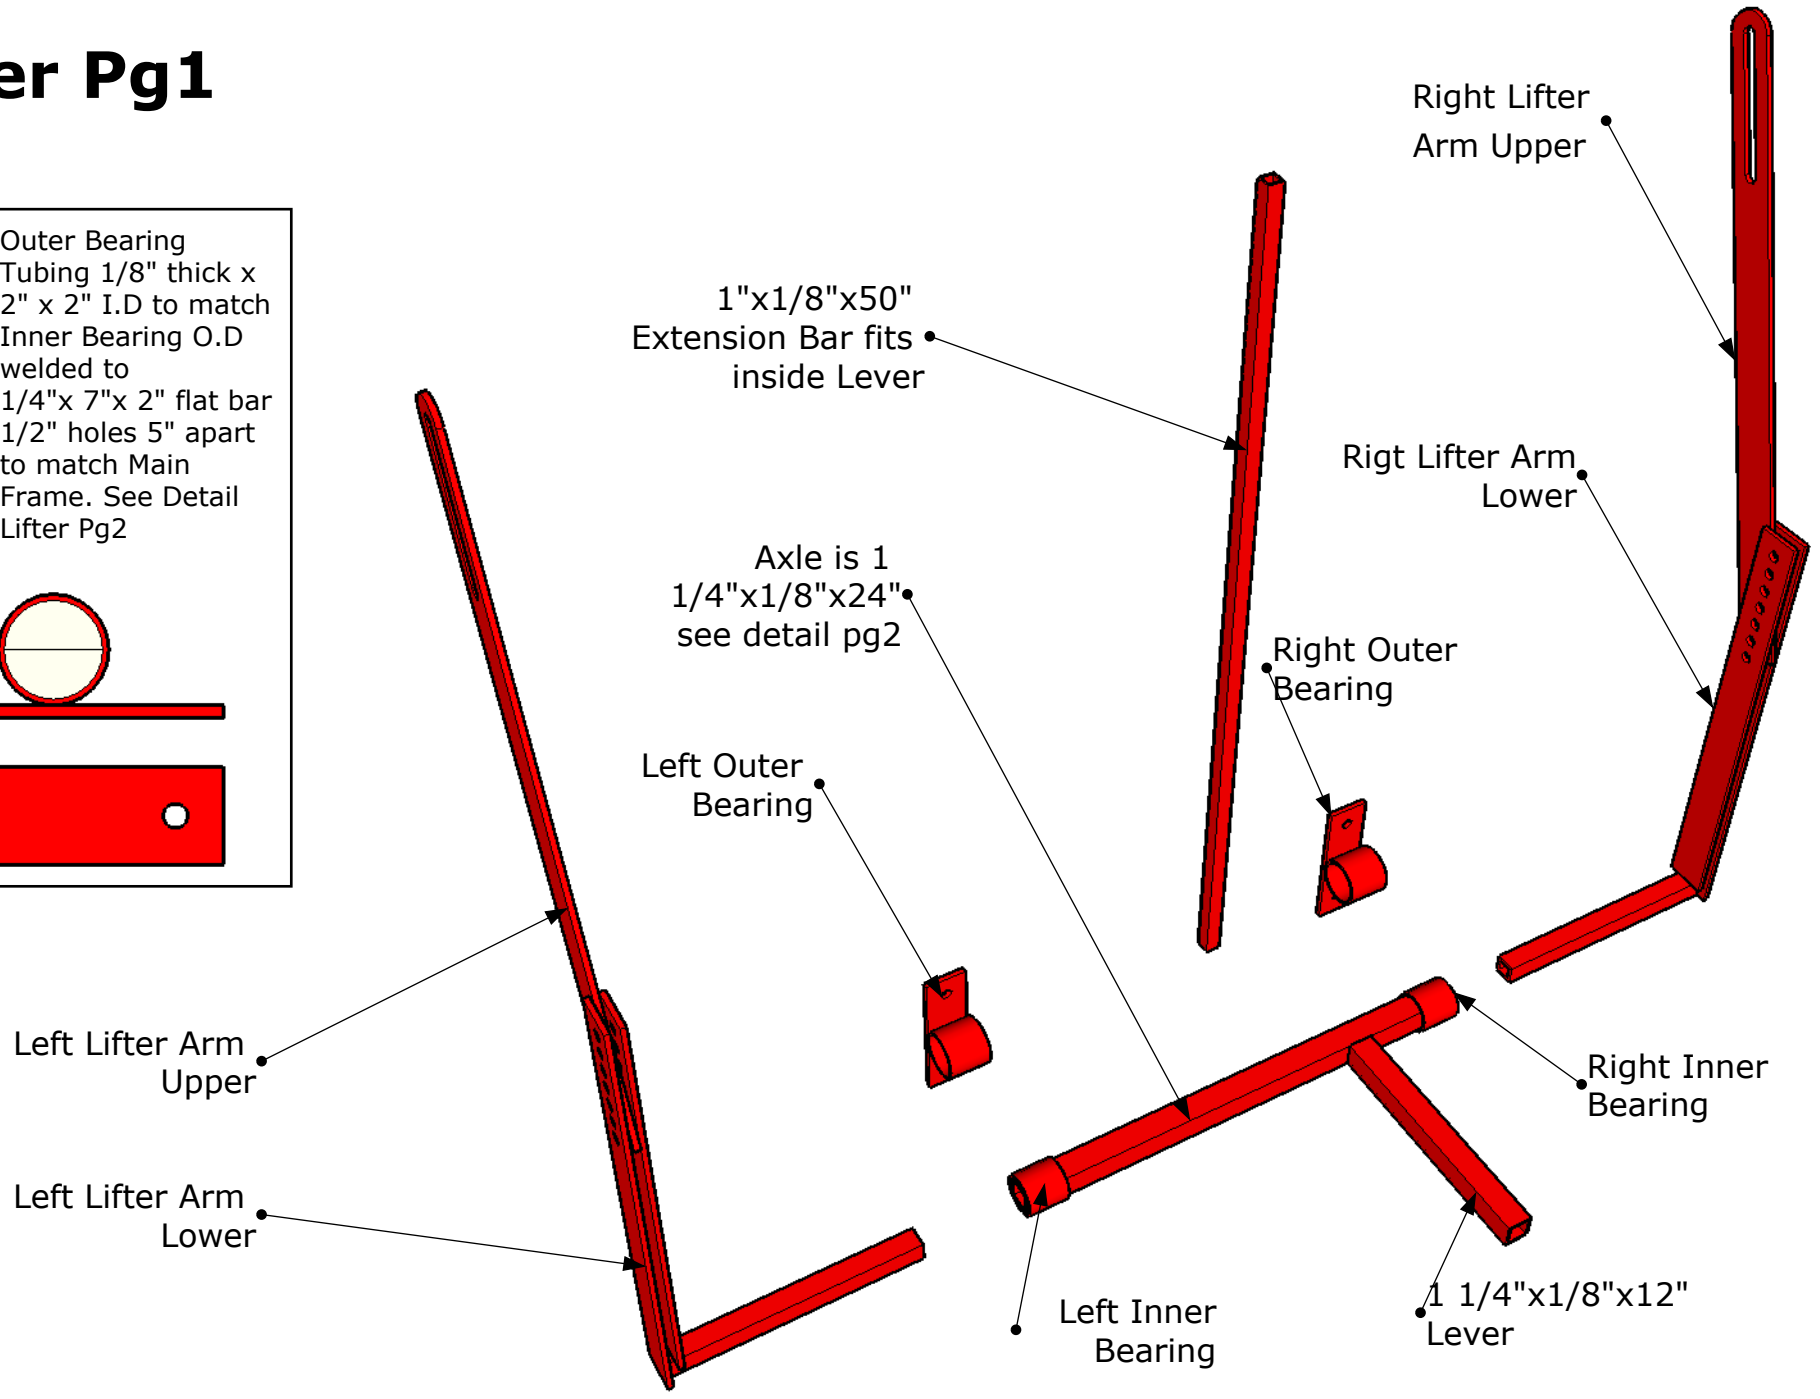 er Pg1
Outer Bearing
Tubing 1/8" thick x
2" x 2" I.D to match
Inner Bearing O.D
welded to
1/4"x 7"x 2" flat bar
1/2" holes 5" apart
to match Main
Frame. See Detail
Lifter Pg2
Right Lifter
Arm Upper
1"x1/8"x50"
Extension Bar fits
inside Lever
Rigt Lifter Arm
Lower
Axle is 1
1/4"x1/8"x24"
see detail pg2
Right Outer
Bearing
Left Outer
Bearing
Left Lifter Arm
Upper
Right Inner
Bearing
Left Lifter Arm
Lower
Left Inner
Bearing
1 1/4"x1/8"x12"
Lever